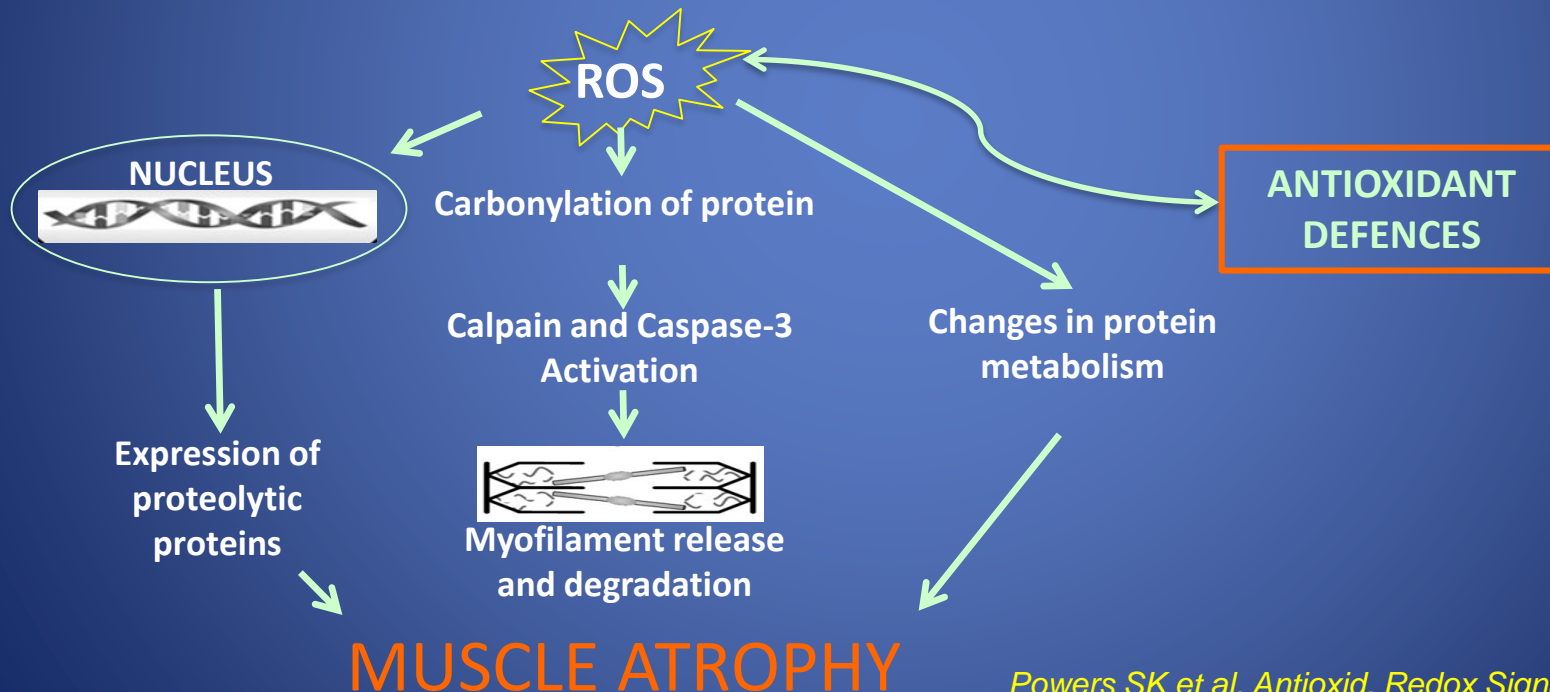 ROS
NUCLEUS
Carbonylation of protein
ANTIOXIDANT
DEFENCES
Calpain and Caspase-3
Activation
Changes in protein
metabolism
Expression of
proteolytic
proteins
Myofilament release
and degradation
MUSCLE ATROPHY
Powers SK et al. Antioxid. Redox Sign